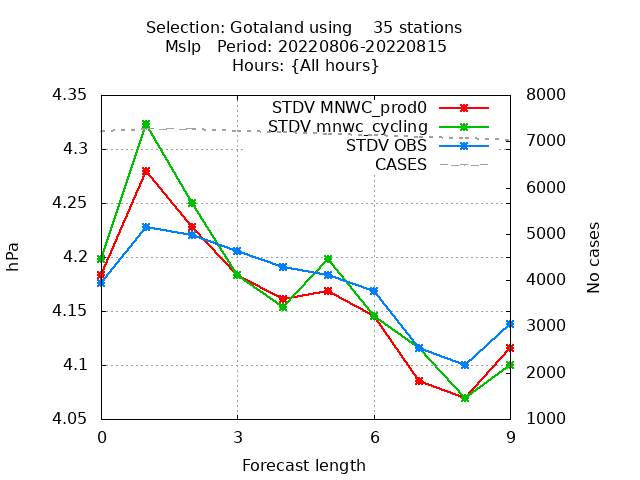 Selection: Gotaland using    35 stations
Mslp   Period: 20220806-20220815
Hours: {All hours}
STDV MNWC_prod0
STDV mnwc_cycling
STDV OBS
CASES
4.35
4.3
4.25
4.2
4.15
4.1
4.05
hPa
8000
7000
6000
5000
4000
3000
2000
1000
No cases
0
3
6
9
Forecast length